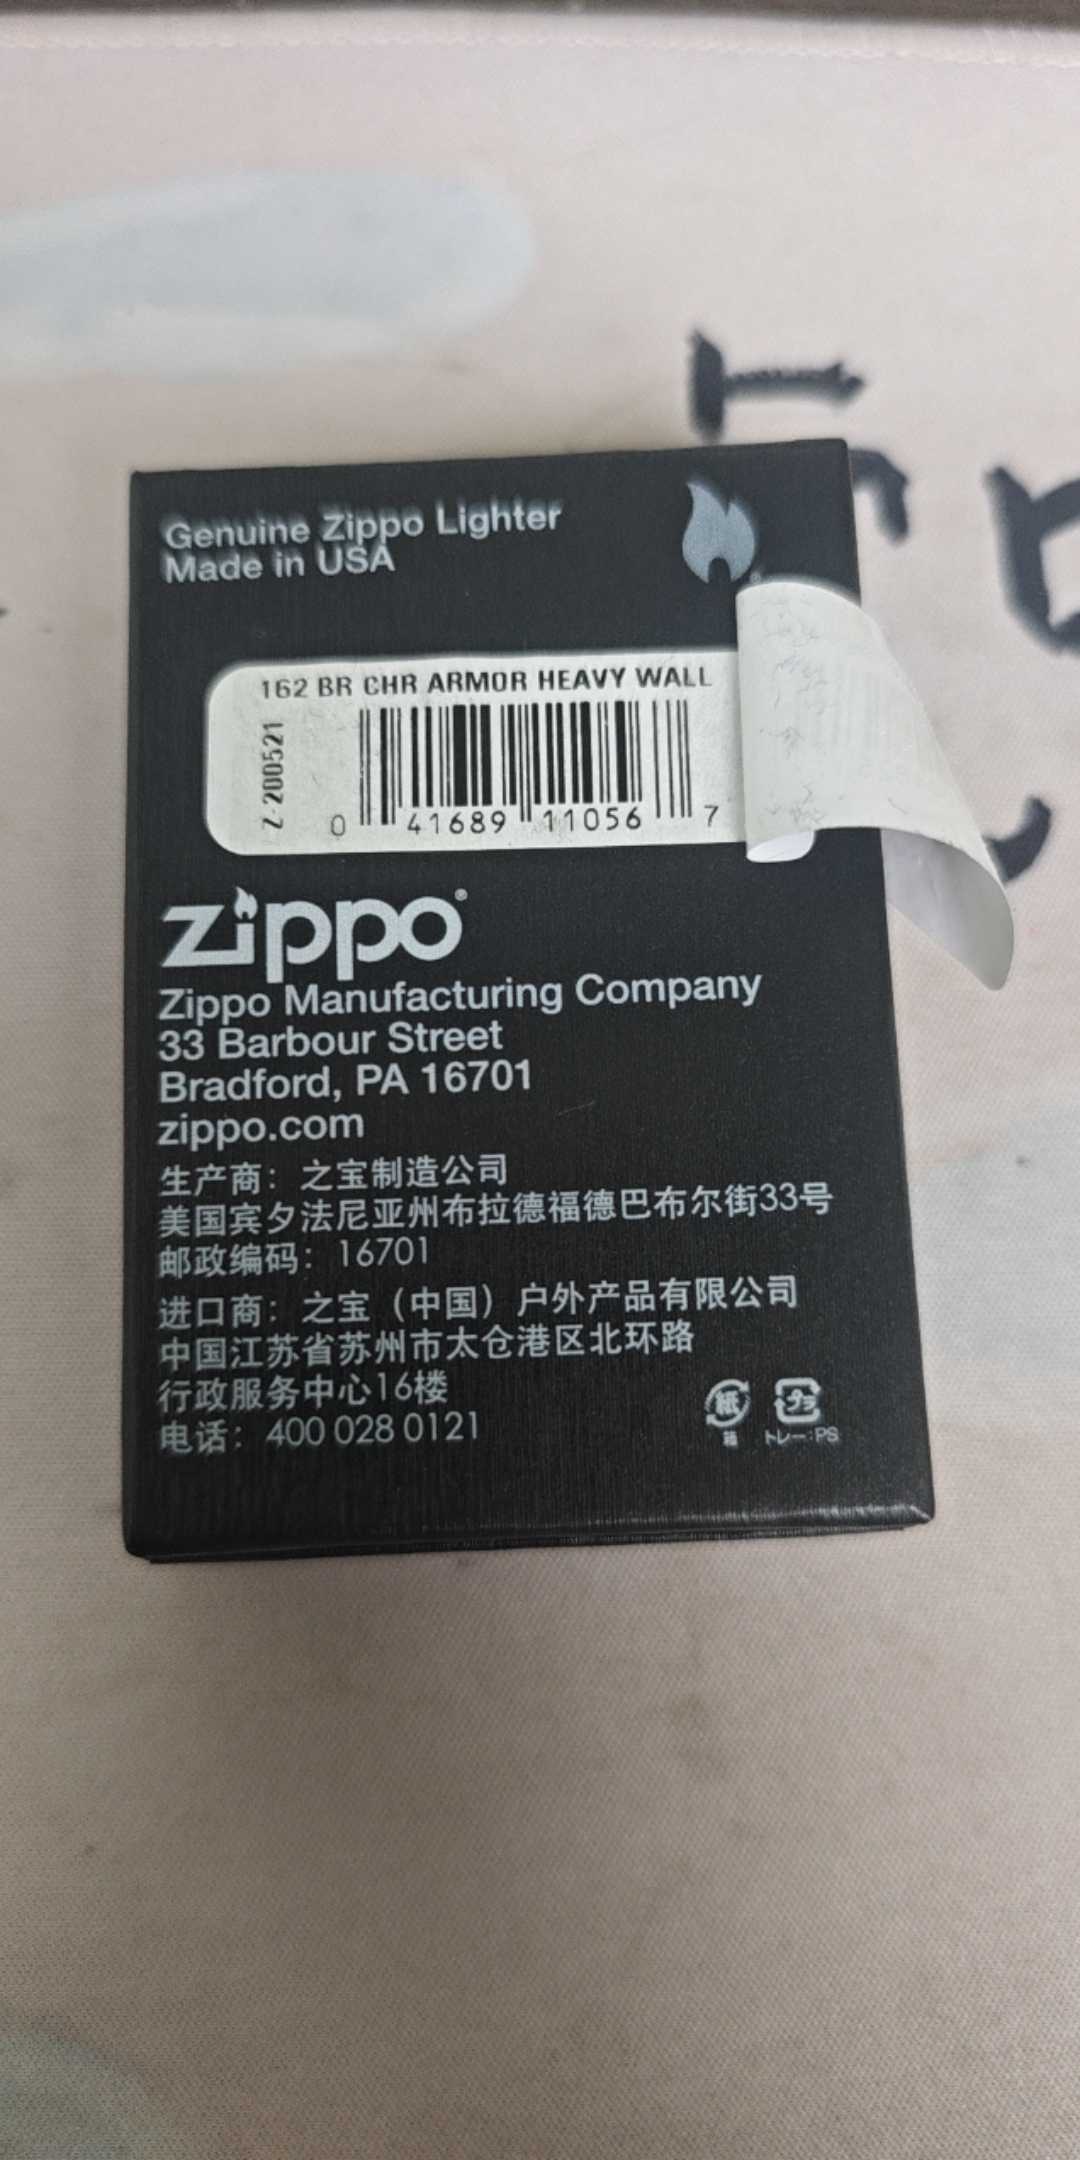 Genuine Zippo Lighter
Made in USA
162 BR CHR ARMOR HEAVY WALL
Z-200521
0 41689 11056 7
zippo
Zippo Manufacturing Company
33 Barbour Street
Bradford, PA 16701
zippo.com
生产商：之宝制造公司
美国宾夕法尼亚州布拉德福德巴布尔街33号
邮政编码：16701
进口商：之宝（中国）户外产品有限公司
中国江苏省苏州市太仓港区北环路
行政服务中心16楼
电话：400 028 0121
紙
箱
プラ
トレー:PS